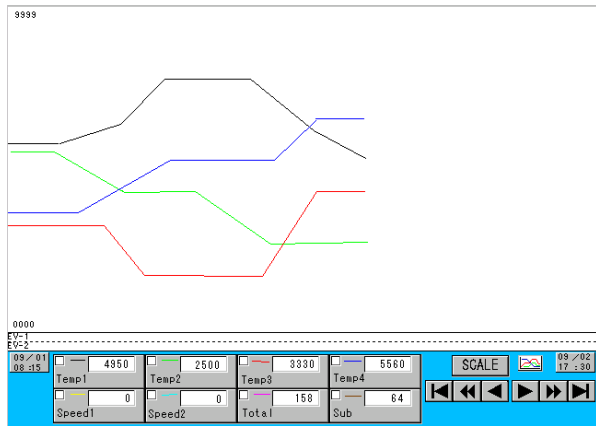 9999
0000
EV-1
EV-2
09/01
08:15
4950
Temp1
2500
Temp2
3330
Temp3
5560
Temp4
SCALE
09/02
17:30
0
Speed1
0
Speed2
158
Total
64
Sub